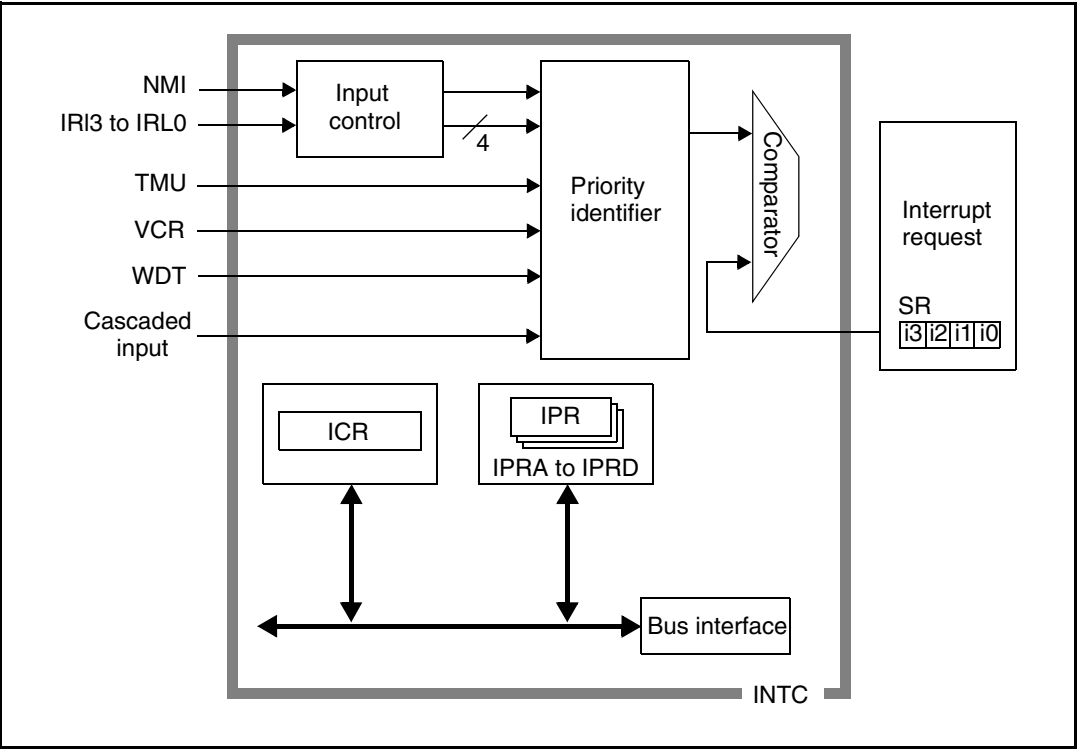 NMI
IRI3 to IRL0
TMU
VCR
WDT
Cascaded
input
Input
control
4
Priority
identifier
Comparator
Interrupt
request
SR
i3 i2 i1 i0
ICR
IPR
IPRA to IPRD
Bus interface
INTC